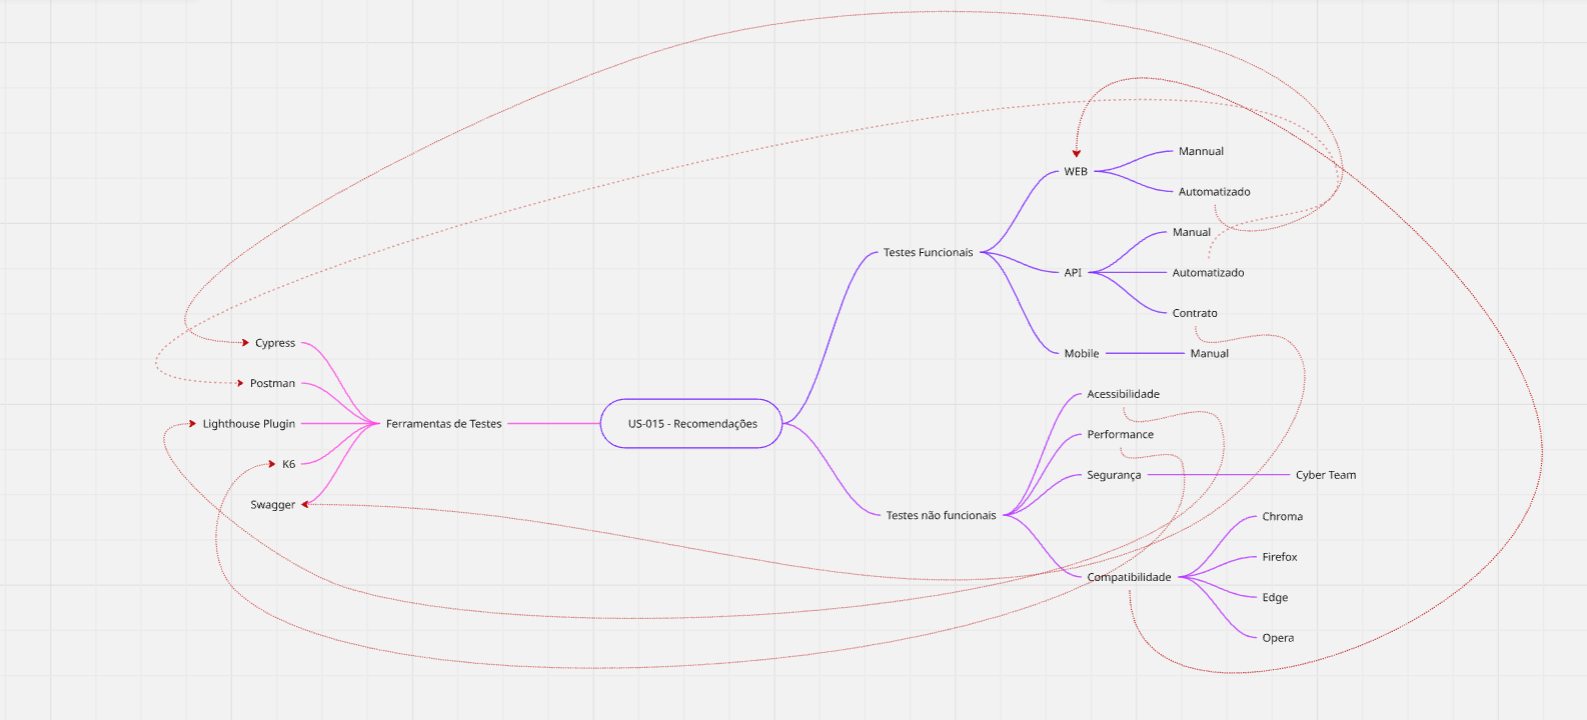 Mannual
WEB
Automatizado
Manual
Testes Funcionais
API
Automatizado
Contrato
Cypress
Mobile
Manual
Postman
Acessibilidade
Lighthouse Plugin
Ferramentas de Testes
US-015 - Recomendações
Performance
K6
Segurança
Cyber Team
Swagger
Testes não funcionais
Chroma
Firefox
Compatibilidade
Edge
Opera